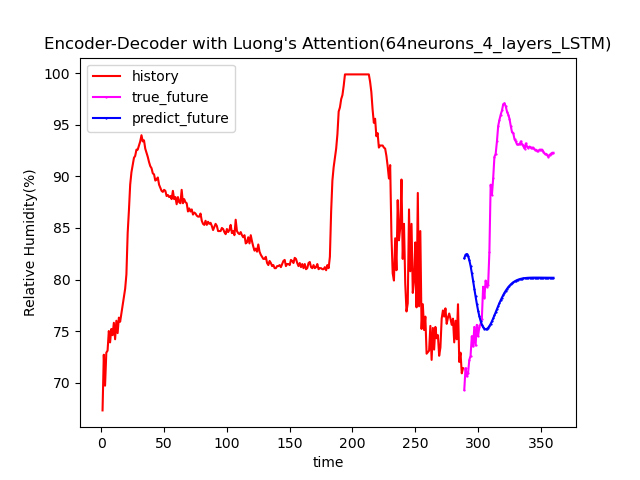 Encoder-Decoder with Luong's Attention(64neurons_4_layers_LSTM)
history
true_future
predict_future
100
95
90
85
80
75
70
Relative Humidity(%)
0 50 100 150 200 250 300 350
time